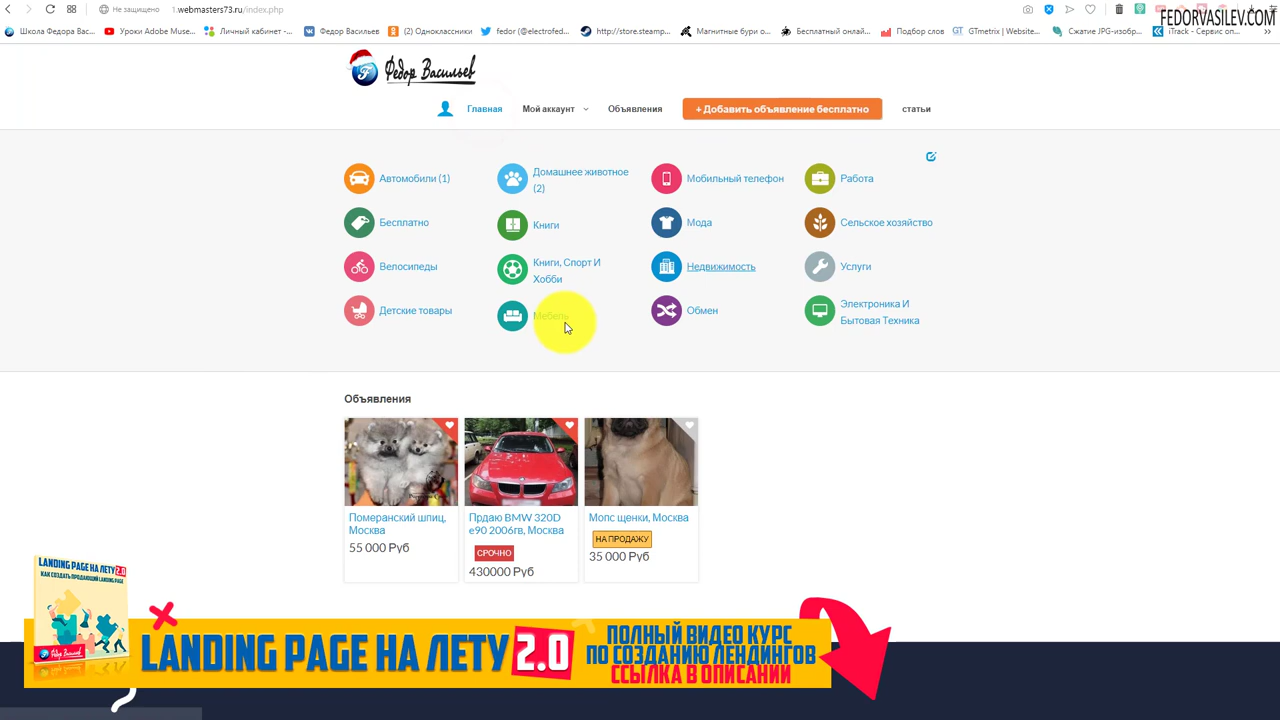 Не защищено
1.webmasters73.ru/index.php
FEDORVASILEV.COM
Школа Федора Вас...
Уроки Adobe Muse...
Личный кабинет -...
Федор Васильев
(2) Одноклассники
fedor (@electrofed...
http://store.steamp...
Магнитные бури о...
Бесплатный онлай...
Подбор слов
GTmetrix | Website...
Сжатие JPG-изобр...
iTrack - Сервис оп...
Федор Васильев
Главная
Мой аккаунт
Объявления
+ Добавить объявление бесплатно
статьи
Автомобили (1)
Домашнее животное
(2)
Мобильный телефон
Работа
Бесплатно
Книги
Мода
Сельское хозяйство
Велосипеды
Книги, Спорт И
Хобби
Недвижимость
Услуги
Детские товары
Мебель
Обмен
Электроника И
Бытовая Техника
Объявления
Померанский шпиц,
Москва
55 000 Руб
Прдаю BMW 320D
e90 2006гв, Москва
СРОЧНО
430000 Руб
Мопс щенки, Москва
НА ПРОДАЖУ
35 000 Руб
LANDING PAGE НА ЛЕТУ 2.0
КАК СОЗДАТЬ ПРОДАЮЩИЙ LANDING PAGE
Федор Васильев
LANDING PAGE НА ЛЕТУ 2.0
ПОЛНЫЙ ВИДЕО КУРС
ПО СОЗДАНИЮ ЛЕНДИНГОВ
ССЫЛКА В ОПИСАНИИ